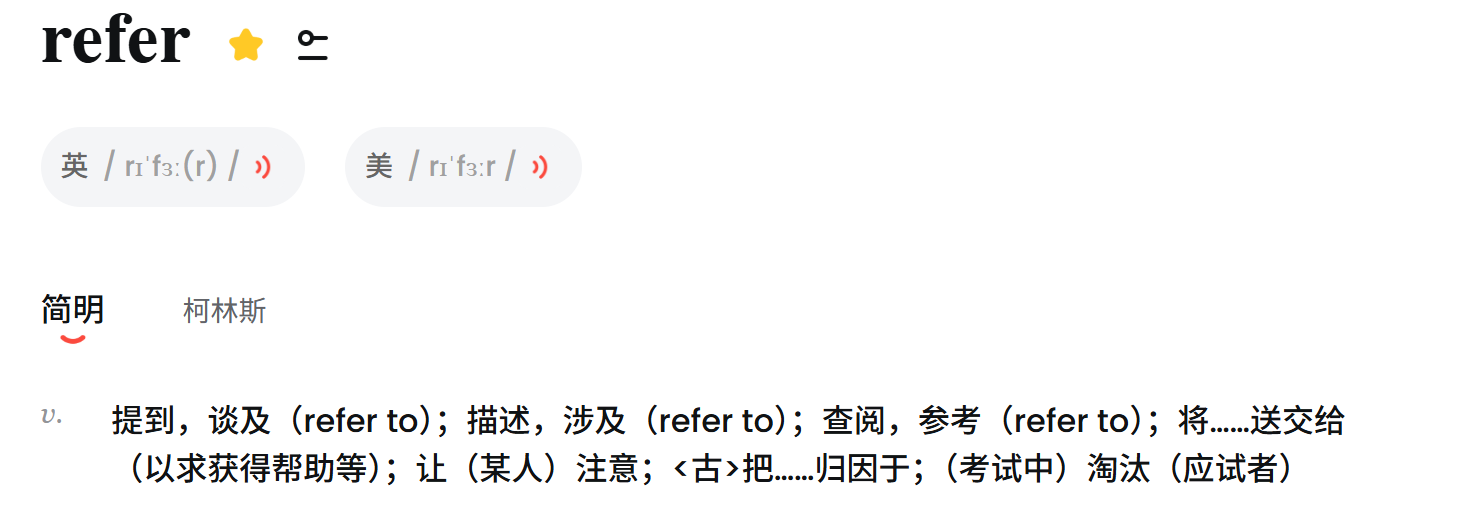 refer
英 / rɪˈfɜː(r) / 美 / rɪˈfɜːr /
简明 柯林斯
v. 提到，谈及（refer to）；描述，涉及（refer to）；查阅，参考（refer to）；将……送交给
（以求获得帮助等）；让（某人）注意；<古>把……归因于；（考试中）淘汰（应试者）